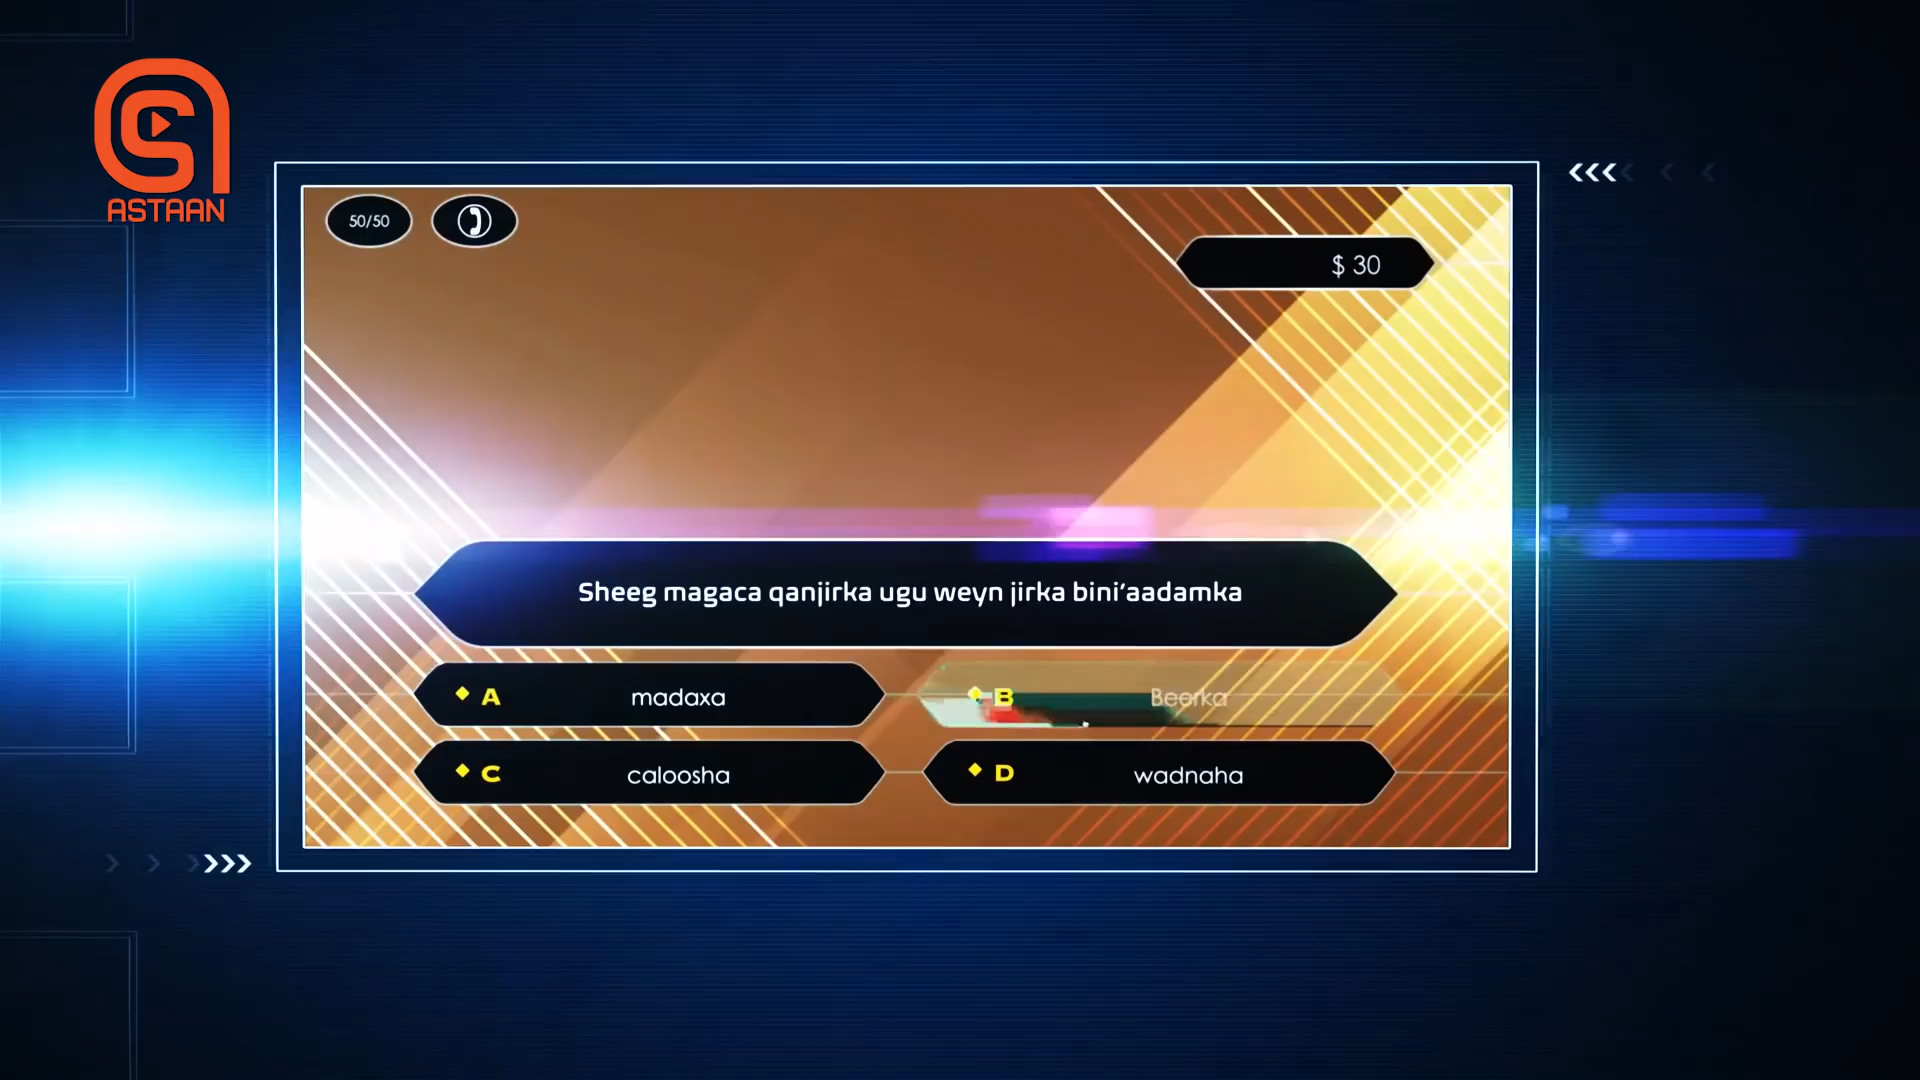 ASTAAN
50/50
$ 30
Sheeg magaca qanjirka ugu weyn jirka bini'aadamka
A madaxa
B Beerka
C caloosha
D wadnaha